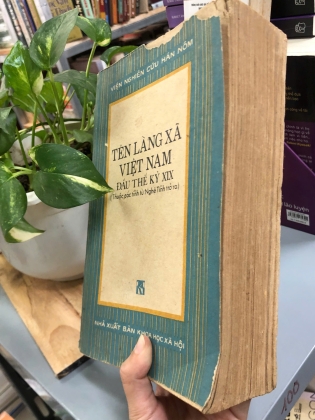 VIỆN NGHIÊN CỨU HÁN NÔM
TÊN LÀNG XÃ
VIỆT NAM
ĐẦU THẾ KỶ XIX
(Thuộc các tỉnh từ Nghệ Tĩnh trở ra)
NHÀ XUẤT BẢN KHOA HỌC XÃ HỘI